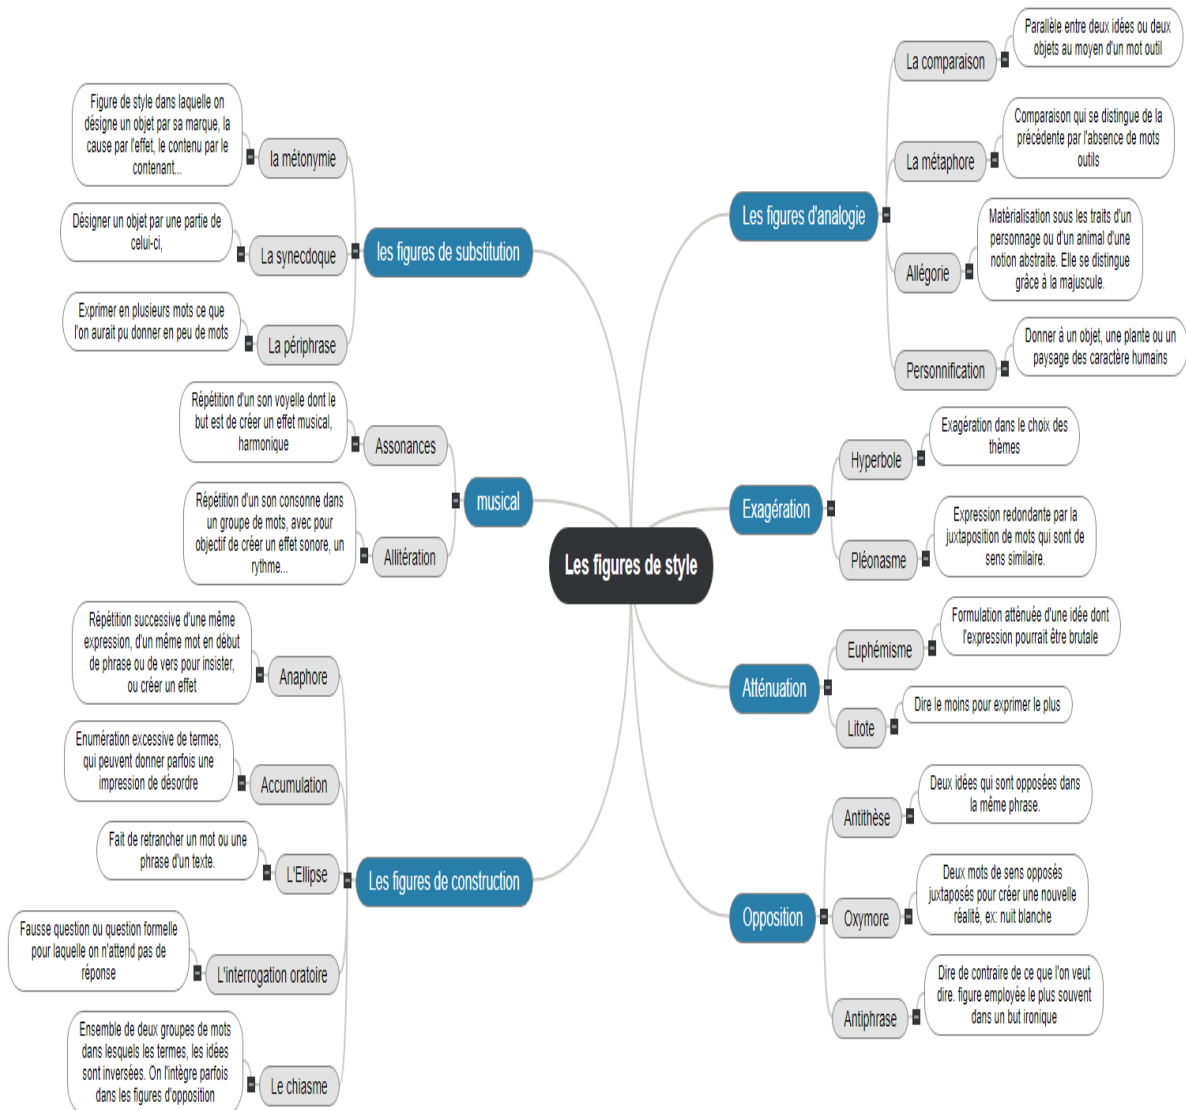 Les figures de style
les figures de substitution
la métonymie
Figure de style dans laquelle on
désigne un objet par sa marque, la
cause par l'effet, le contenu par le
contenant...
La synecdoque
Désigner un objet par une partie de
celui-ci,
La périphrase
Exprimer en plusieurs mots ce que
l'on aurait pu donner en peu de mots
musical
Assonances
Répétition d'un son voyelle dont le
but est de créer un effet musical,
harmonique
Allitération
Répétition d'un son consonne dans
un groupe de mots, avec pour
objectif de créer un effet sonore, un
rythme...
Les figures de construction
Anaphore
Répétition successive d'une même
expression, d'un même mot en début
de phrase ou de vers pour insister,
ou créer un effet
Accumulation
Enumération excessive de termes,
qui peuvent donner parfois une
impression de désordre
L'Ellipse
Fait de retrancher un mot ou une
phrase d'un texte.
L'interrogation oratoire
Fausse question ou question formelle
pour laquelle on n'attend pas de
réponse
Le chiasme
Ensemble de deux groupes de mots
dans lesquels les termes, les idées
sont inversées. On l'intègre parfois
dans les figures d'opposition
Les figures d'analogie
La comparaison
Parallèle entre deux idées ou deux
objets au moyen d'un mot outil
La métaphore
Comparaison qui se distingue de la
précédente par l'absence de mots
outils
Allégorie
Matérialisation sous les traits d'un
personnage ou d'un animal d'une
notion abstraite. Elle se distingue
grâce à la majuscule.
Personnification
Donner à un objet, une plante ou un
paysage des caractère humains
Exagération
Hyperbole
Exagération dans le choix des
thèmes
Pléonasme
Expression redondante par la
juxtaposition de mots qui sont de
sens similaire.
Atténuation
Euphémisme
Formulation atténuée d'une idée dont
l'expression pourrait être brutale
Litote
Dire le moins pour exprimer le plus
Opposition
Antithèse
Deux idées qui sont opposées dans
la même phrase.
Oxymore
Deux mots de sens opposés
juxtaposés pour créer une nouvelle
réalité, ex: nuit blanche
Antiphrase
Dire de contraire de ce que l'on veut
dire. figure employée le plus souvent
dans un but ironique